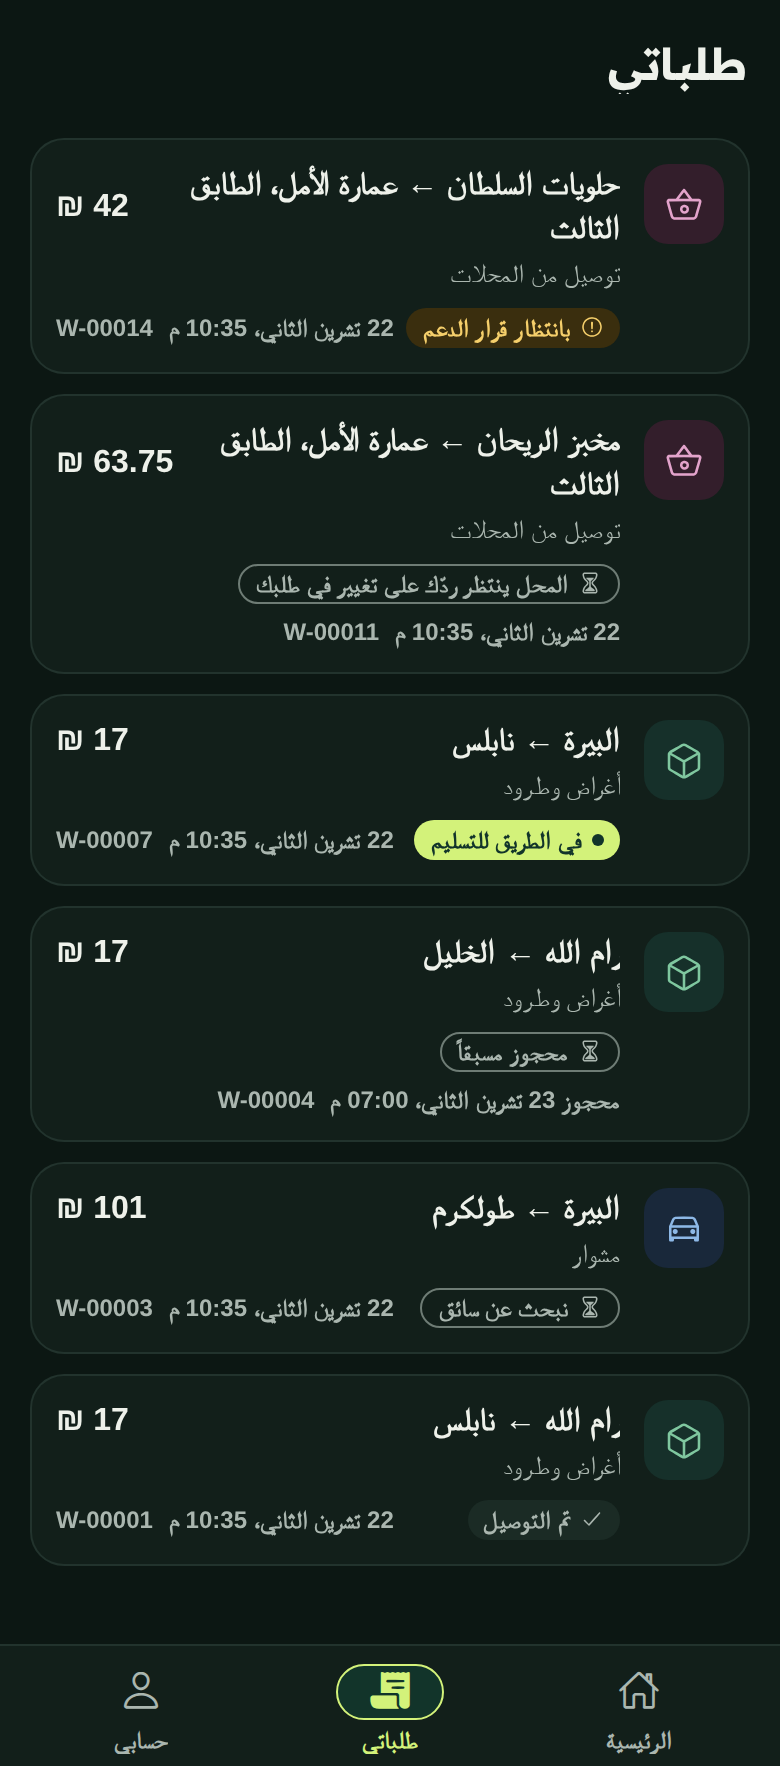 طلباتي
حلويات السلطان ← عمارة الأمل، الطابق
الثالث
42 ₪
توصيل من المحلات
بانتظار قرار الدعم
22 تشرين الثاني، 10:35 م
W-00014
مخبز الريحان ← عمارة الأمل، الطابق
الثالث
63.75 ₪
توصيل من المحلات
المحل ينتظر ردّك على تغيير في طلبك
22 تشرين الثاني، 10:35 م
W-00011
البيرة ← نابلس
17 ₪
أغراض وطرود
في الطريق للتسليم
22 تشرين الثاني، 10:35 م
W-00007
رام الله ← الخليل
17 ₪
أغراض وطرود
محجوز مسبقاً
محجوز 23 تشرين الثاني، 07:00 م
W-00004
البيرة ← طولكرم
101 ₪
مشوار
نبحث عن سائق
22 تشرين الثاني، 10:35 م
W-00003
رام الله ← نابلس
17 ₪
أغراض وطرود
تمّ التوصيل
22 تشرين الثاني، 10:35 م
W-00001
الرئيسية
طلباتي
حسابي